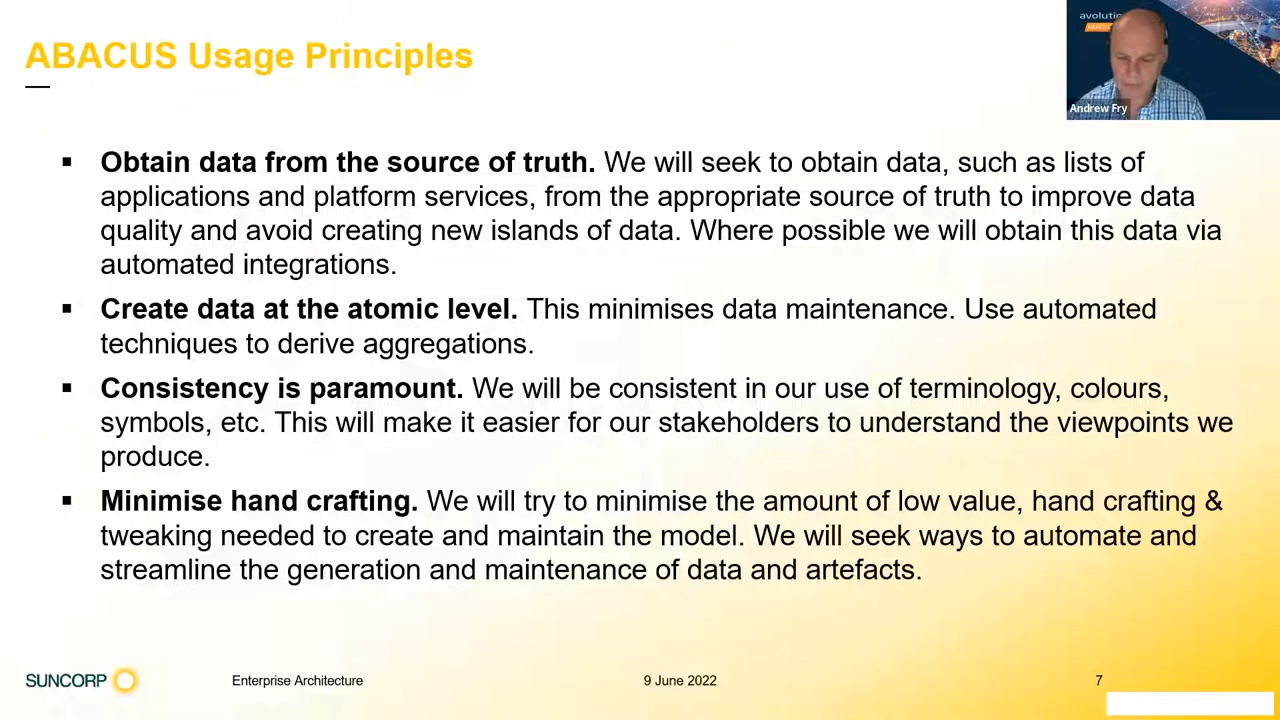 ABACUS Usage Principles
avolution
Andrew Fry
▪ Obtain data from the source of truth. We will seek to obtain data, such as lists of
applications and platform services, from the appropriate source of truth to improve data
quality and avoid creating new islands of data. Where possible we will obtain this data via
automated integrations.
▪ Create data at the atomic level. This minimises data maintenance. Use automated
techniques to derive aggregations.
▪ Consistency is paramount. We will be consistent in our use of terminology, colours,
symbols, etc. This will make it easier for our stakeholders to understand the viewpoints we
produce.
▪ Minimise hand crafting. We will try to minimise the amount of low value, hand crafting &
tweaking needed to create and maintain the model. We will seek ways to automate and
streamline the generation and maintenance of data and artefacts.
SUNCORP
Enterprise Architecture
9 June 2022
7